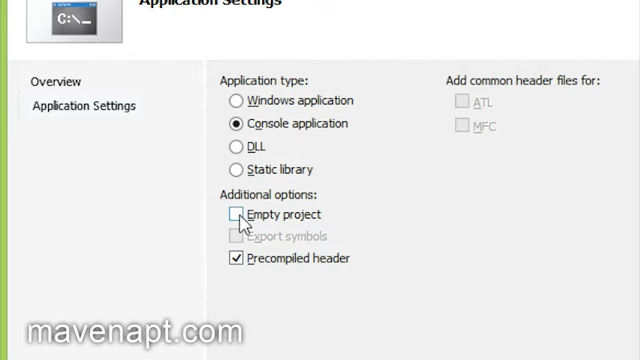 Application Settings
C:\_
Overview
Application Settings
Application type:
Windows application
Console application
DLL
Static library
Additional options:
Empty project
Export symbols
Precompiled header
Add common header files for:
ATL
MFC
mavenapt.com